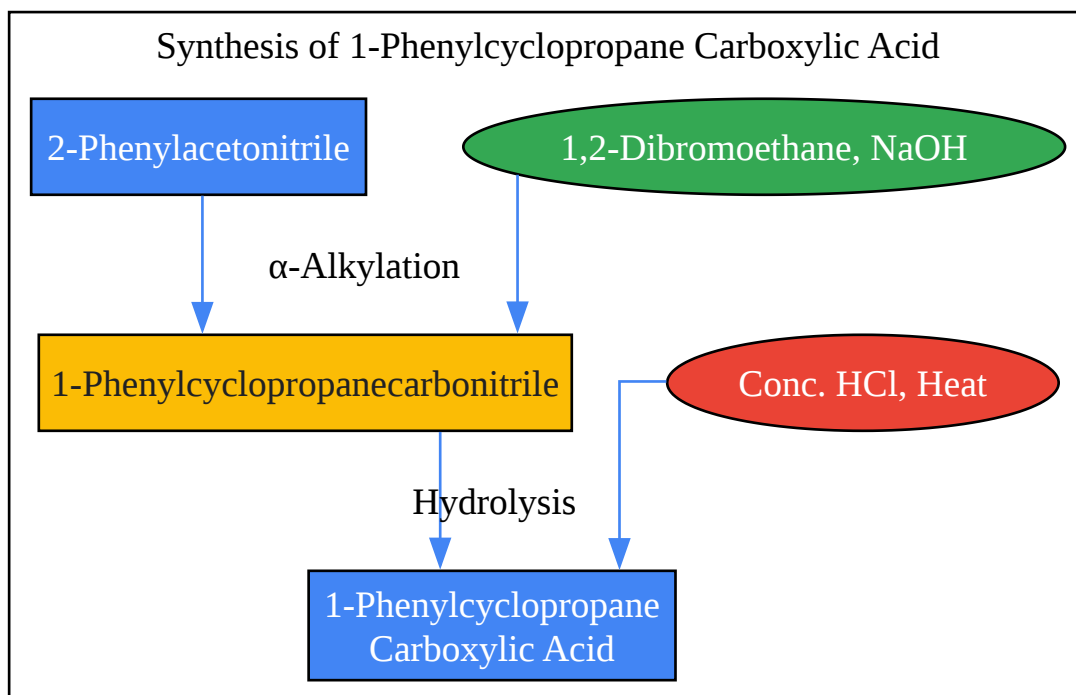 Synthesis of 1-Phenylcyclopropane Carboxylic Acid
2-Phenylacetonitrile
1,2-Dibromoethane, NaOH
α-Alkylation
1-Phenylcyclopropanecarbonitrile
Conc. HCl, Heat
Hydrolysis
1-Phenylcyclopropane
Carboxylic Acid